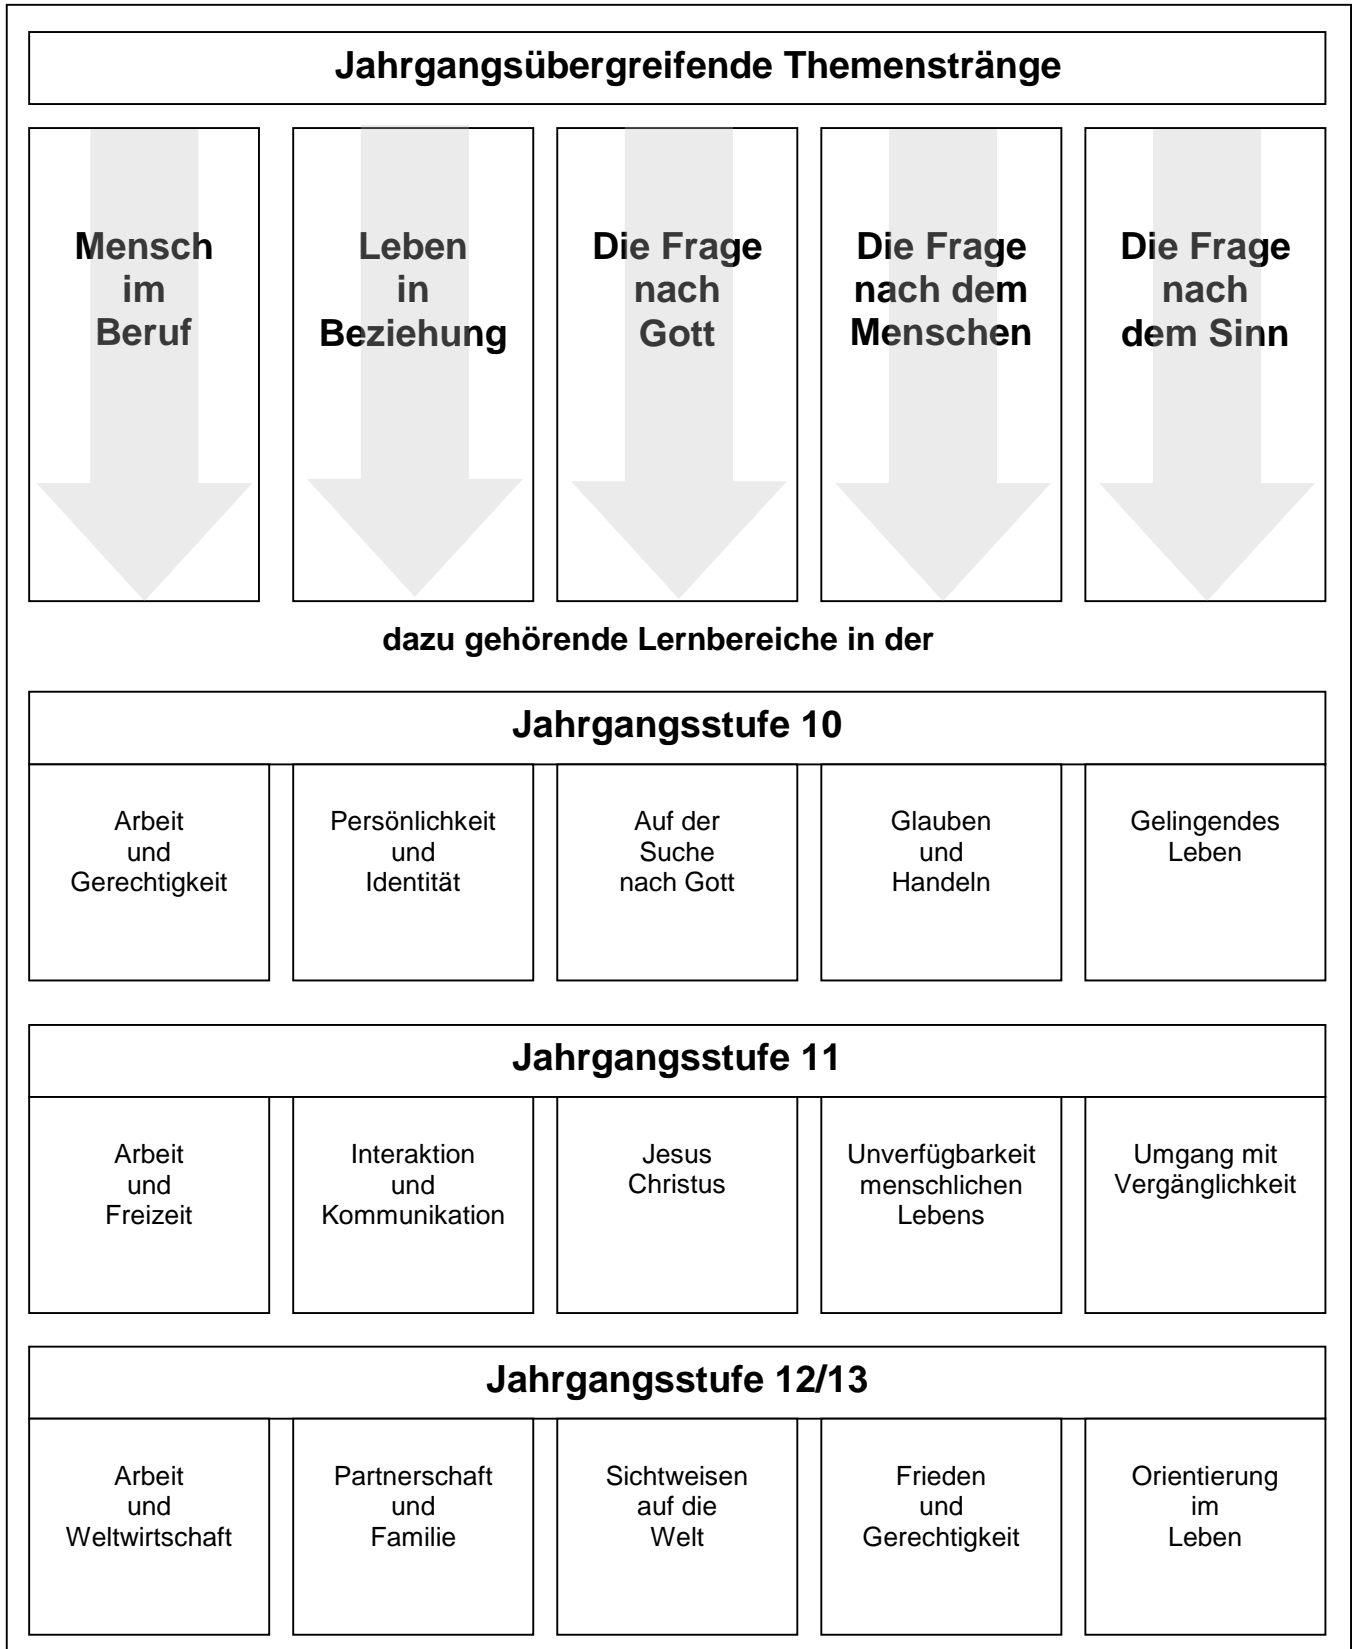 Jahrgangsübergreifende Themenstränge
Mensch
im
Beruf
Leben
in
Beziehung
Die Frage
nach
Gott
Die Frage
nach dem
Menschen
Die Frage
nach
dem Sinn
dazu gehörende Lernbereiche in der
Jahrgangsstufe 10
Arbeit
und
Gerechtigkeit
Persönlichkeit
und
Identität
Auf der
Suche
nach Gott
Glauben
und
Handeln
Gelingendes
Leben
Jahrgangsstufe 11
Arbeit
und
Freizeit
Interaktion
und
Kommunikation
Jesus
Christus
Unverfügbarkeit
menschlichen
Lebens
Umgang mit
Vergänglichkeit
Jahrgangsstufe 12/13
Arbeit
und
Weltwirtschaft
Partnerschaft
und
Familie
Sichtweisen
auf die
Welt
Frieden
und
Gerechtigkeit
Orientierung
im
Leben